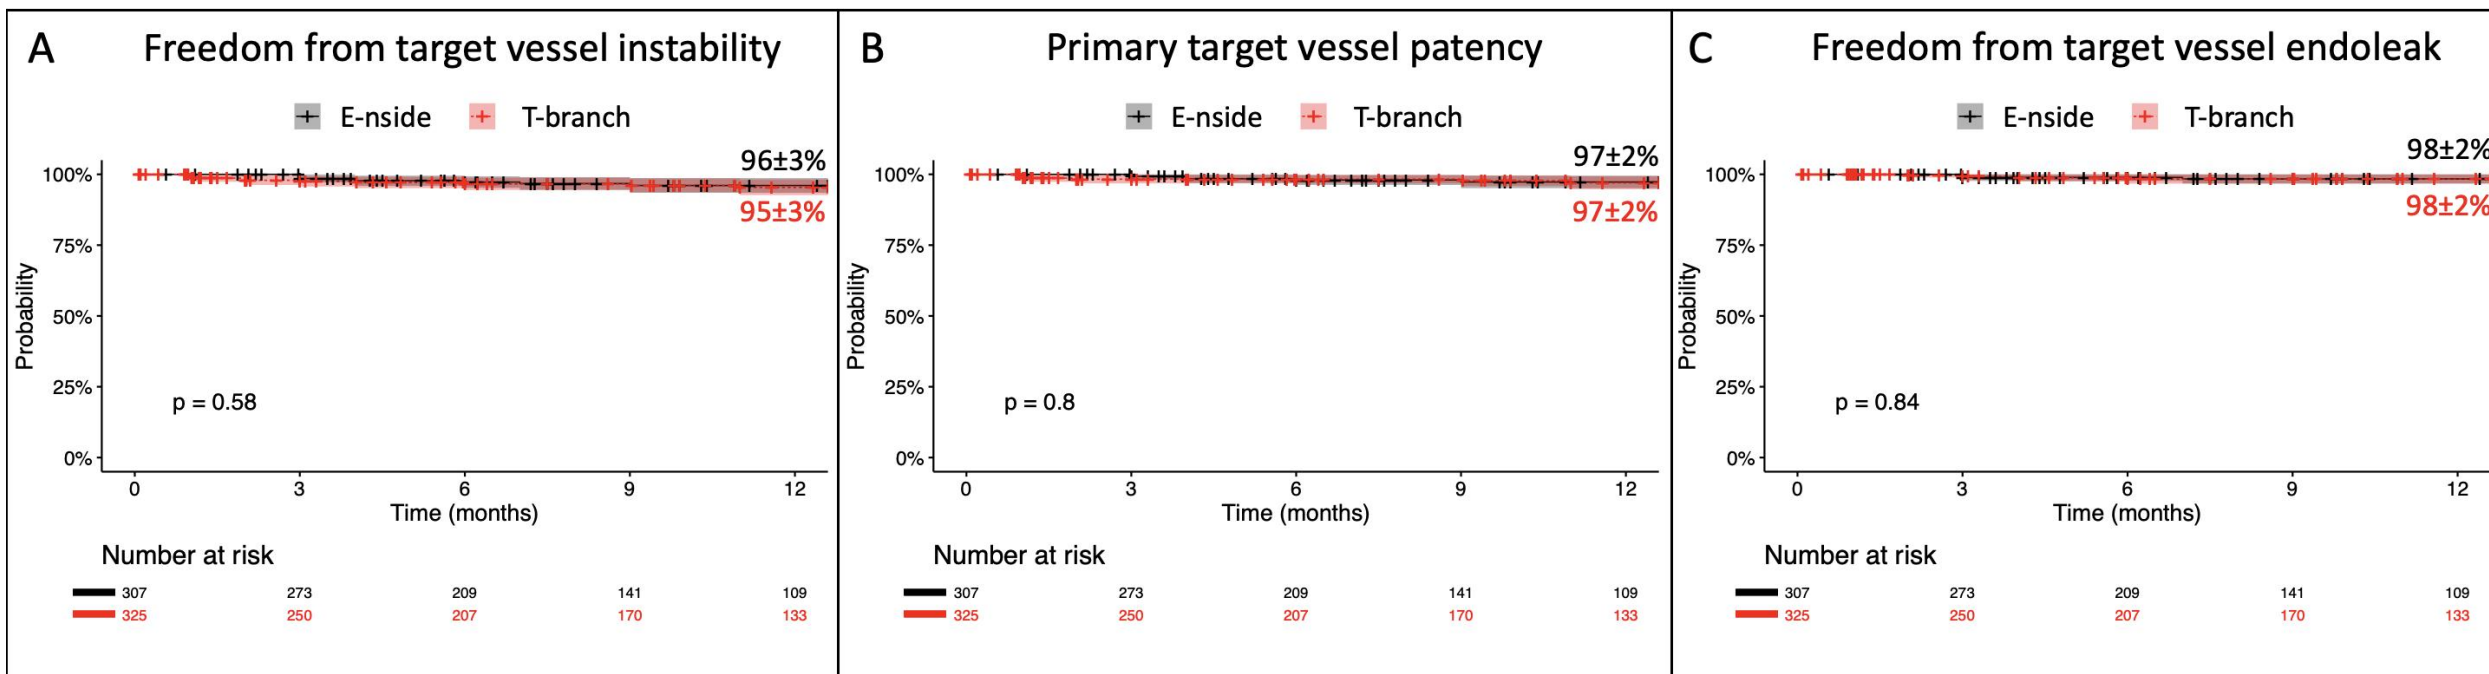 A Freedom from target vessel instability
E-nside T-branch
96±3%
100%
95±3%
75%
50%
25%
0%
Probability
p = 0.58
0 3 6 9 12
Time (months)
Number at risk
307 273 209 141 109
325 250 207 170 133
B Primary target vessel patency
E-nside T-branch
97±2%
100%
97±2%
75%
50%
25%
0%
Probability
p = 0.8
0 3 6 9 12
Time (months)
Number at risk
307 273 209 141 109
325 250 207 170 133
C Freedom from target vessel endoleak
E-nside T-branch
98±2%
100%
98±2%
75%
50%
25%
0%
Probability
p = 0.84
0 3 6 9 12
Time (months)
Number at risk
307 273 209 141 109
325 250 207 170 133